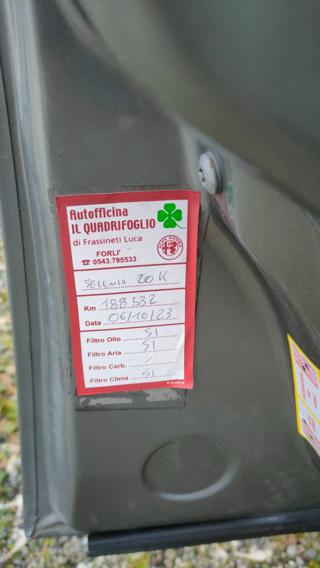 Autofficina
IL QUADRIFOGLIO
di Frassineti Luca
FORLI'
☎ 0543.795533
SELENIA 20K
Km 188532
Data 06/10/23
Filtro Olio SI
Filtro Aria SI
Filtro Carb. /
Filtro Clima SI